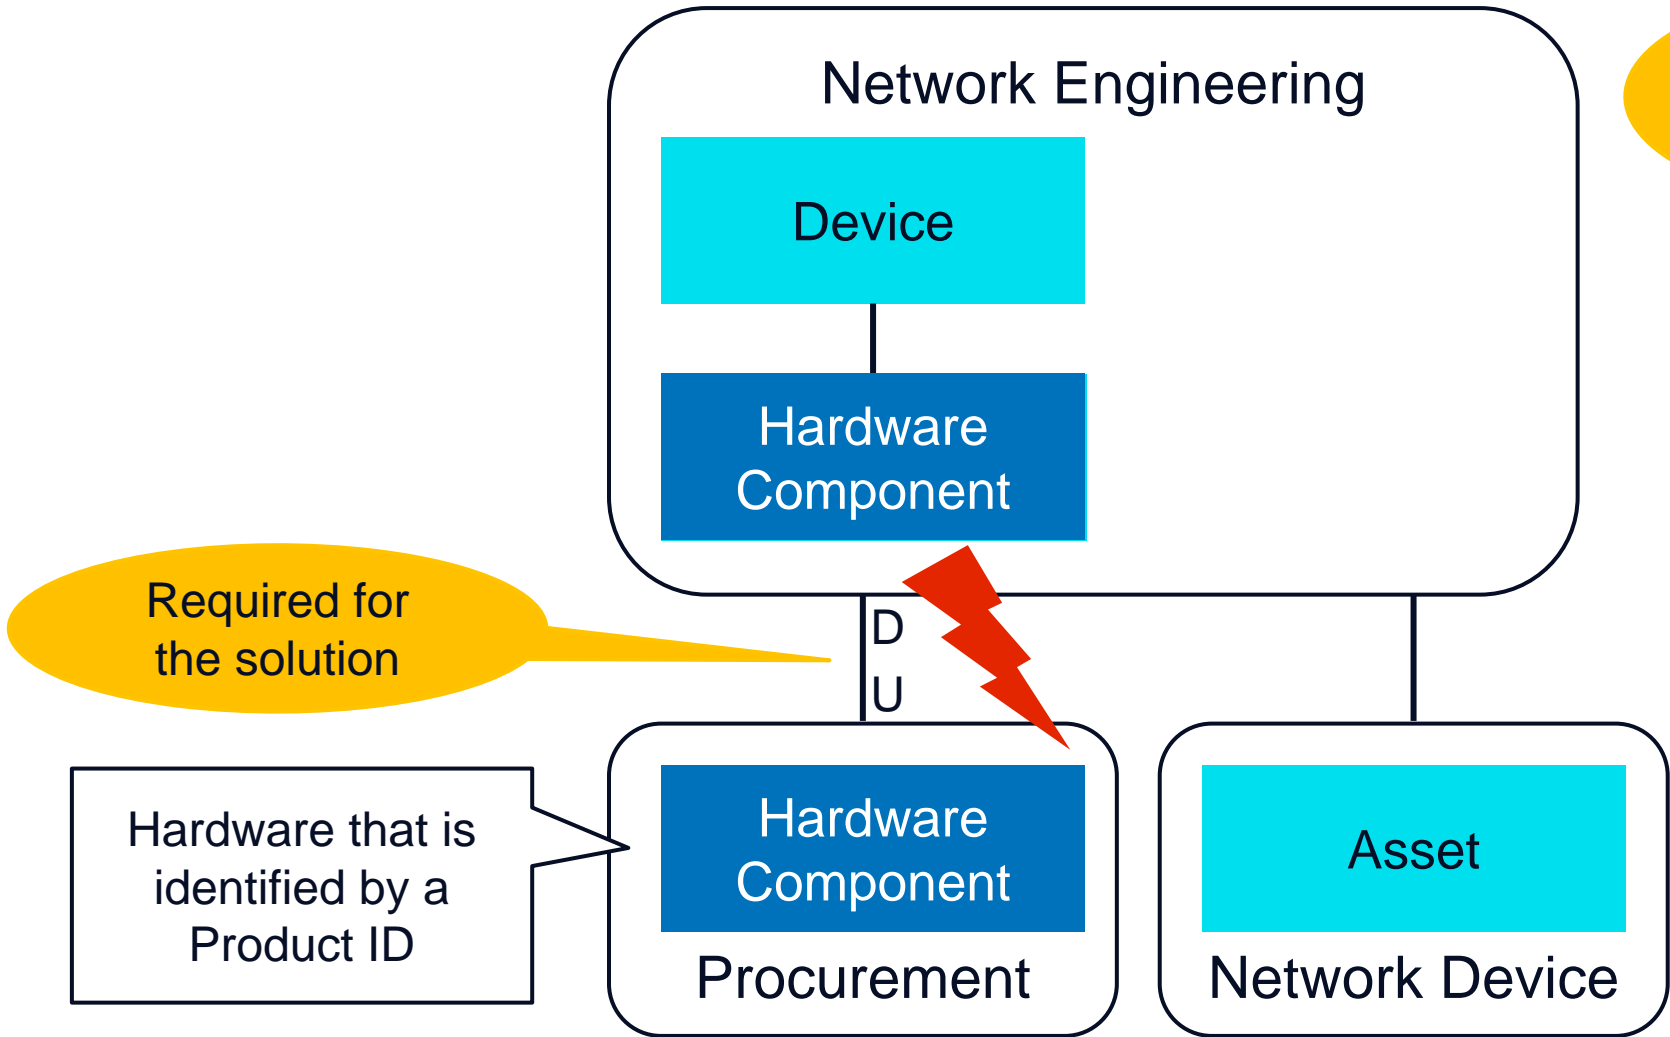 Network Engineering
Device
Hardware
Component
Required for
the solution
D
U
Hardware that is
identified by a
Product ID
Hardware
Component
Procurement
Asset
Network Device